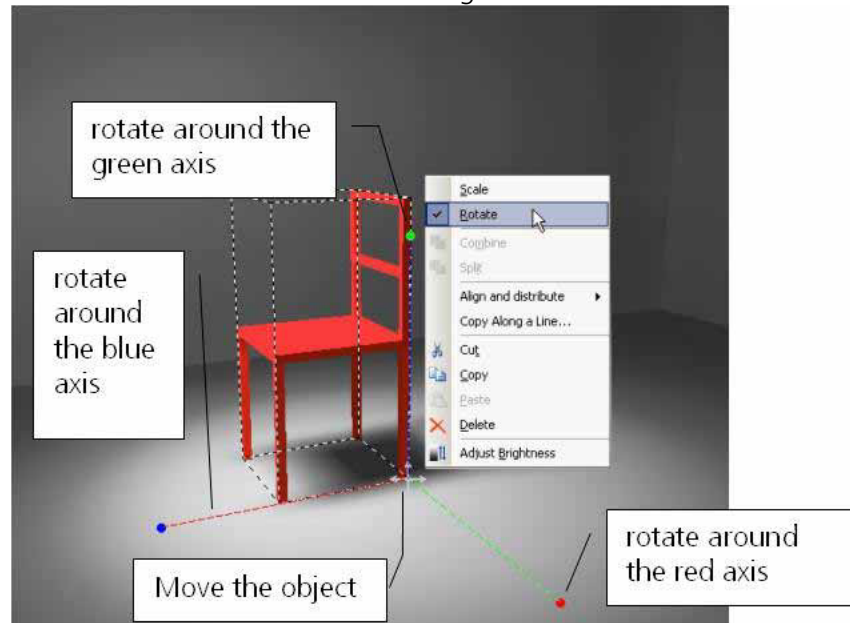 rotate around the
green axis
Scale
Rotate
Combine
Split
Align and distribute
Copy Along a Line...
Cut
Copy
Paste
Delete
Adjust Brightness
rotate
around
the blue
axis
Move the object
rotate around
the red axis